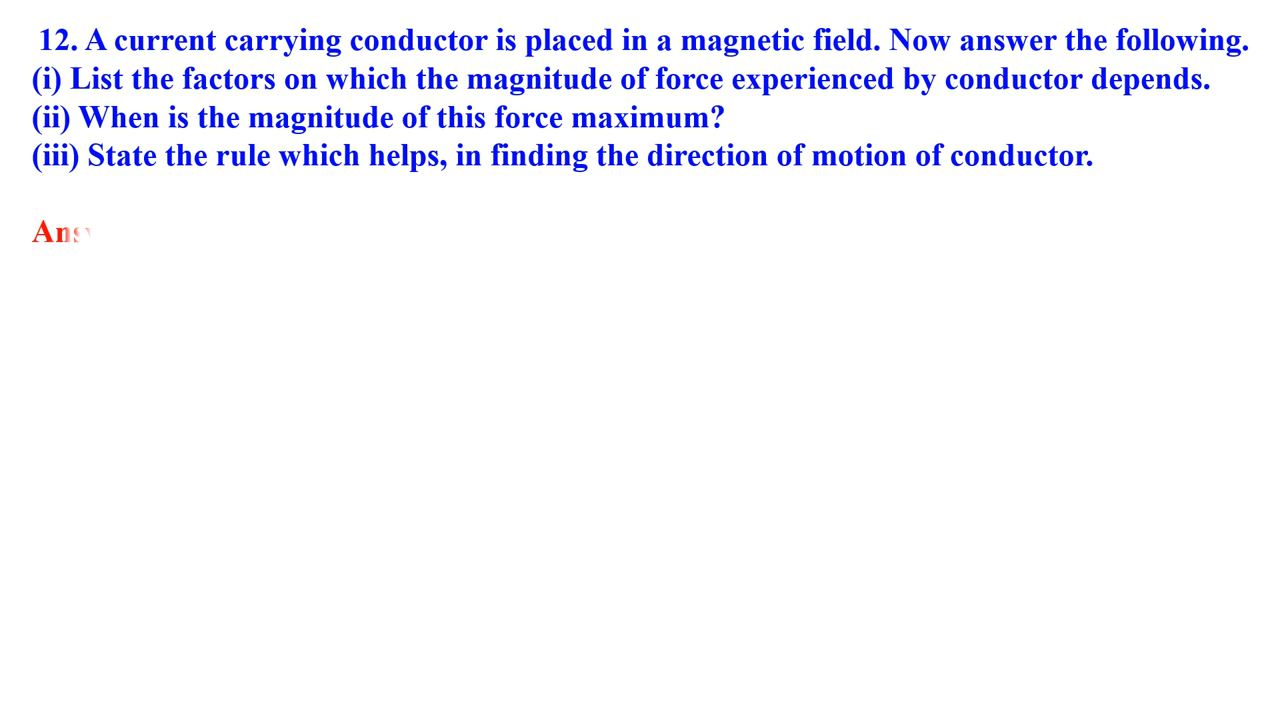 12. A current carrying conductor is placed in a magnetic field. Now answer the following.
(i) List the factors on which the magnitude of force experienced by conductor depends.
(ii) When is the magnitude of this force maximum?
(iii) State the rule which helps, in finding the direction of motion of conductor.